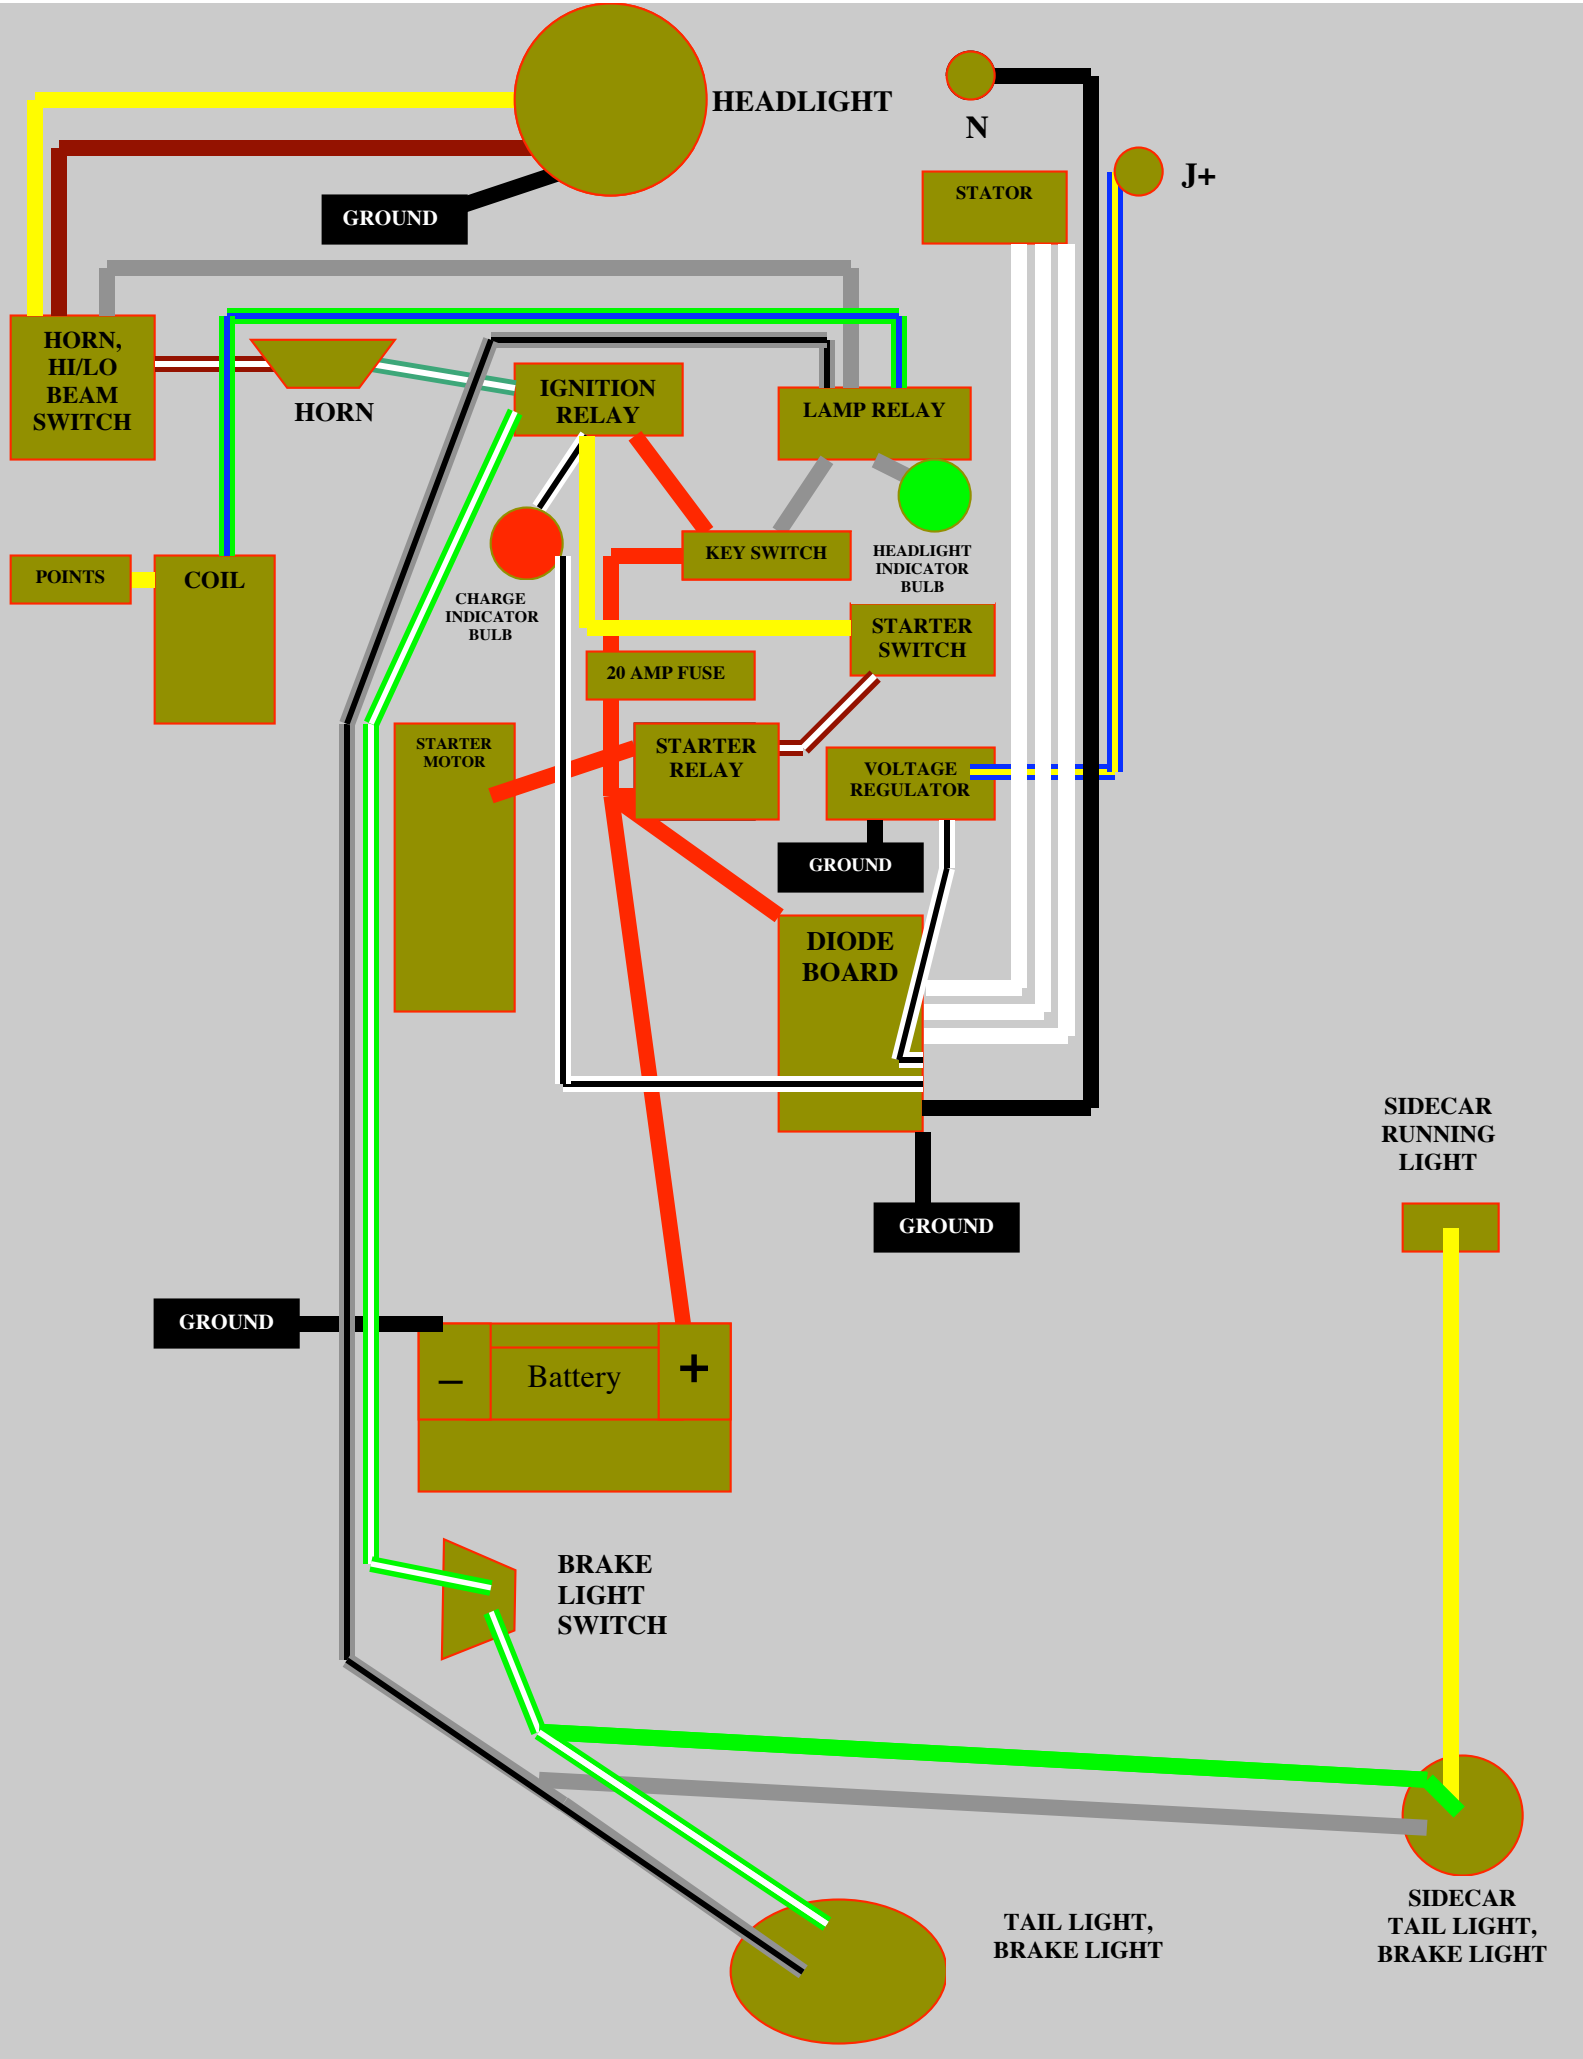 HEADLIGHT
N
J+
STATOR
GROUND
HORN,
HI/LO
BEAM
SWITCH
HORN
IGNITION
RELAY
LAMP RELAY
KEY SWITCH
HEADLIGHT
INDICATOR
BULB
POINTS
COIL
CHARGE
INDICATOR
BULB
STARTER
SWITCH
20 AMP FUSE
STARTER
MOTOR
STARTER
RELAY
VOLTAGE
REGULATOR
GROUND
DIODE
BOARD
SIDECAR
RUNNING
LIGHT
GROUND
GROUND
_
Battery
+
BRAKE
LIGHT
SWITCH
TAIL LIGHT,
BRAKE LIGHT
SIDECAR
TAIL LIGHT,
BRAKE LIGHT